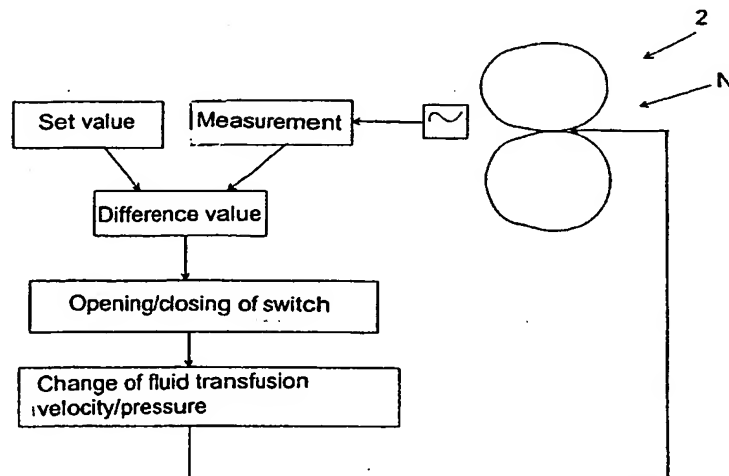 2
N
Set value
Measurement
Difference value
Opening/closing of switch
Change of fluid transfusion
velocity/pressure